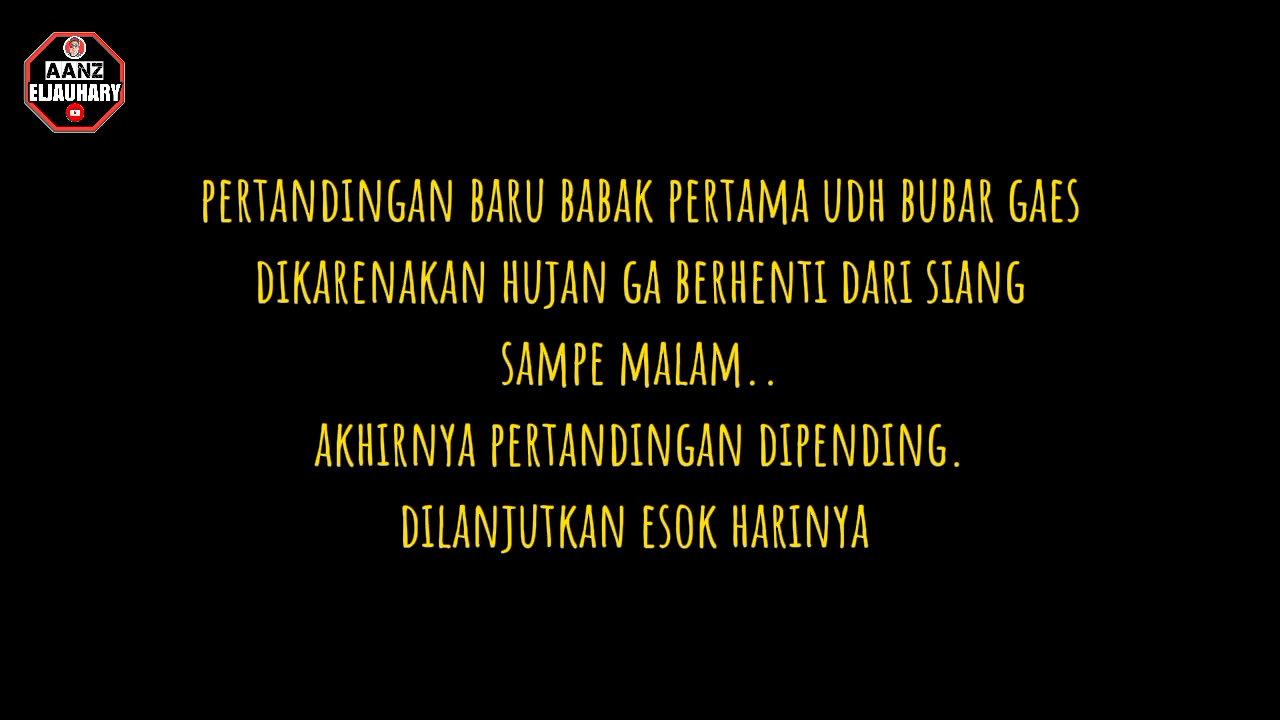 AANZ
ELJAUHARY
PERTANDINGAN BARU BABAK PERTAMA UDH BUBAR GAES
DIKARENAKAN HUJAN GA BERHENTI DARI SIANG
SAMPE MALAM..
AKHIRNYA PERTANDINGAN DIPENDING.
DILANJUTKAN ESOK HARINYA